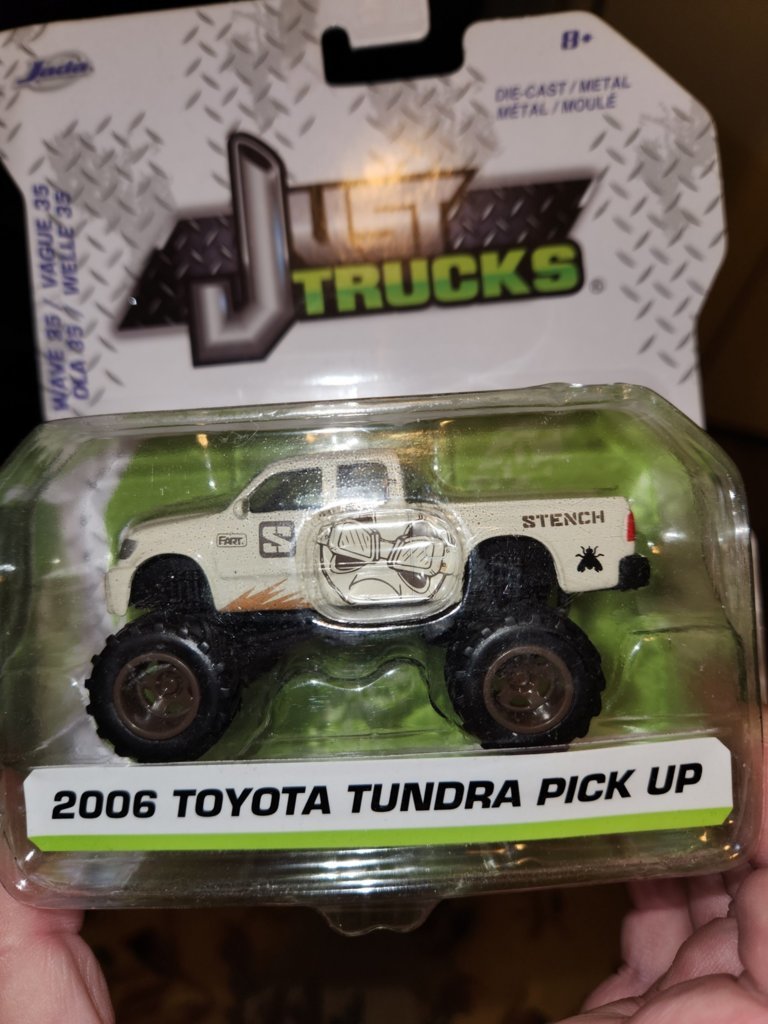 Jada
8+
DIE-CAST / METAL
MÉTAL / MOULÉ
WAVE 35 / VAGUE 35
OLA 35 / WELLE 35
JUST
TRUCKS®
STENCH
FART.
2006 TOYOTA TUNDRA PICK UP